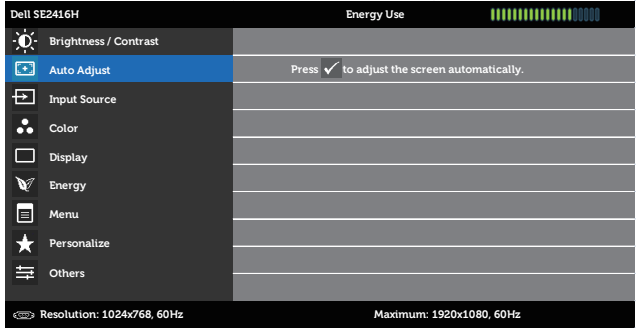 Dell SE2416H Energy Use
Brightness / Contrast
Auto Adjust Press ✓ to adjust the screen automatically.
Input Source
Color
Display
Energy
Menu
Personalize
Others
Resolution: 1024x768, 60Hz Maximum: 1920x1080, 60Hz